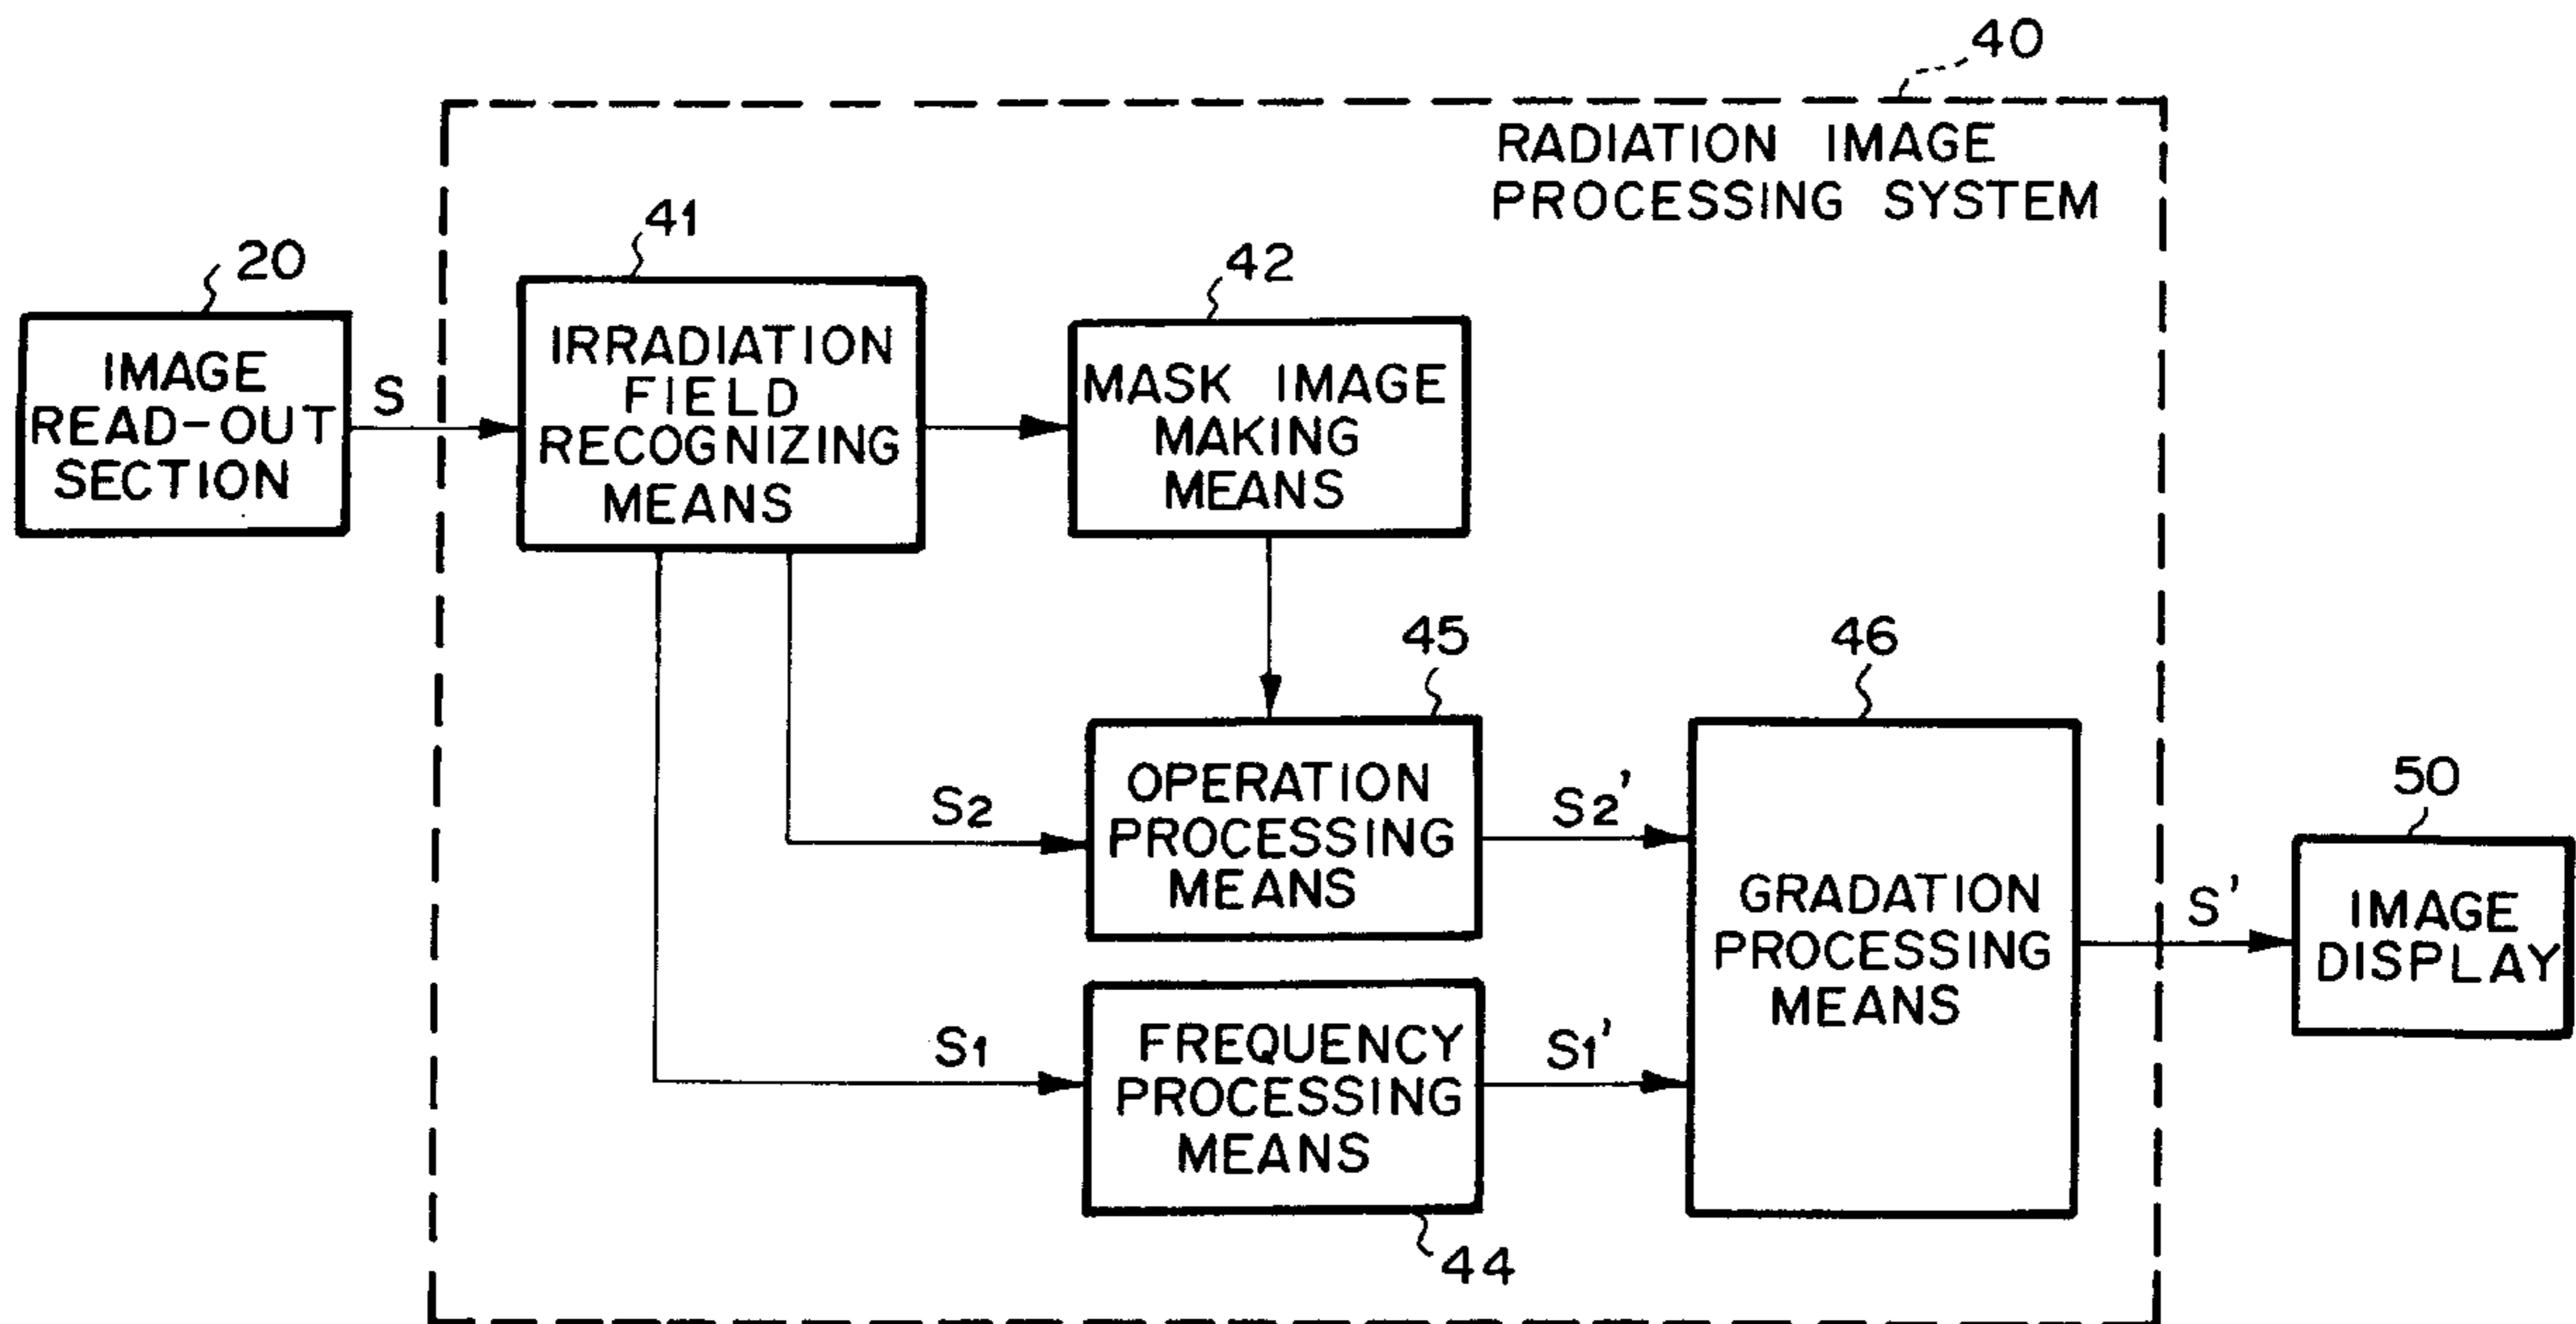 40
RADIATION IMAGE
PROCESSING SYSTEM
20
IMAGE
READ-OUT
SECTION
S
41
IRRADIATION
FIELD
RECOGNIZING
MEANS
42
MASK IMAGE
MAKING
MEANS
45
S2
OPERATION
PROCESSING
MEANS
S2'
S1
FREQUENCY
PROCESSING
MEANS
44
S1'
46
GRADATION
PROCESSING
MEANS
S'
50
IMAGE
DISPLAY